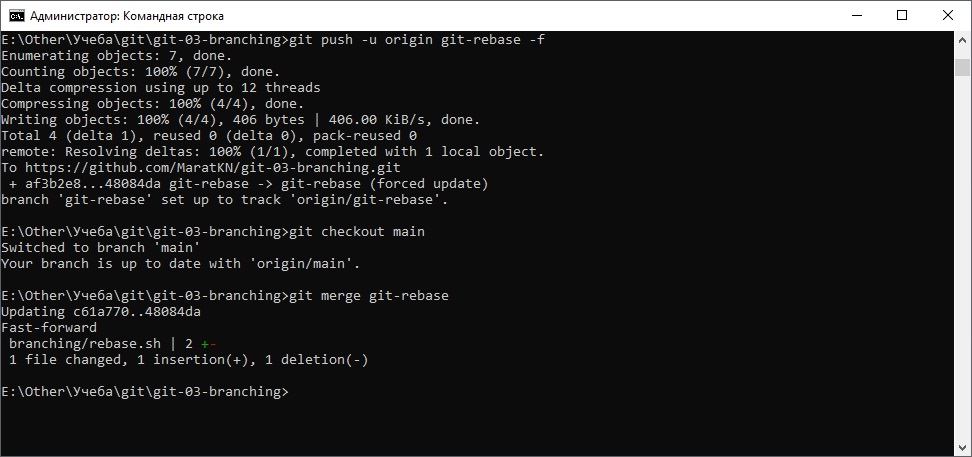 Администратор: Командная строка
E:\Other\Учеба\git\git-03-branching>git push -u origin git-rebase -f
Enumerating objects: 7, done.
Counting objects: 100% (7/7), done.
Delta compression using up to 12 threads
Compressing objects: 100% (4/4), done.
Writing objects: 100% (4/4), 406 bytes | 406.00 KiB/s, done.
Total 4 (delta 1), reused 0 (delta 0), pack-reused 0
remote: Resolving deltas: 100% (1/1), completed with 1 local object.
To https://github.com/MaratKN/git-03-branching.git
 + af3b2e8...48084da git-rebase -> git-rebase (forced update)
branch 'git-rebase' set up to track 'origin/git-rebase'.
E:\Other\Учеба\git\git-03-branching>git checkout main
Switched to branch 'main'
Your branch is up to date with 'origin/main'.
E:\Other\Учеба\git\git-03-branching>git merge git-rebase
Updating c61a770..48084da
Fast-forward
 branching/rebase.sh | 2 +-
 1 file changed, 1 insertion(+), 1 deletion(-)
E:\Other\Учеба\git\git-03-branching>